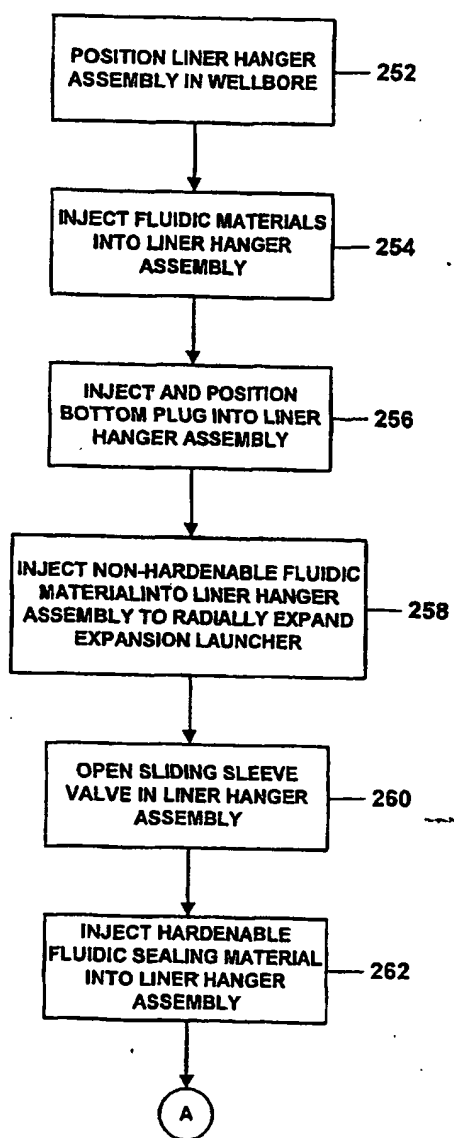 POSITION LINER HANGER
ASSEMBLY IN WELLBORE
252
INJECT FLUIDIC MATERIALS
INTO LINER HANGER
ASSEMBLY
254
INJECT AND POSITION
BOTTOM PLUG INTO LINER
HANGER ASSEMBLY
256
INJECT NON-HARDENABLE FLUIDIC
MATERIALINTO LINER HANGER
ASSEMBLY TO RADIALLY EXPAND
EXPANSION LAUNCHER
258
OPEN SLIDING SLEEVE
VALVE IN LINER HANGER
ASSEMBLY
260
INJECT HARDENABLE
FLUIDIC SEALING MATERIAL
INTO LINER HANGER
ASSEMBLY
262
A